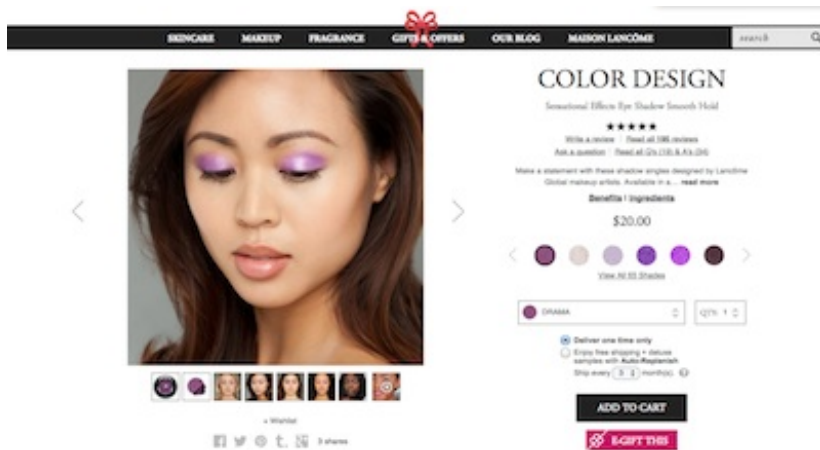 SKINCARE MAKEUP FRAGRANCE GIFTS & OFFERS OUR BLOG MAISON LANCÔME search
COLOR DESIGN
Sensational Effects Eye Shadow Smooth Hold
Write a review Read all 196 reviews
Ask a question Read all Q's (19) & A's
Make a statement with these shadow singles designed by Lancôme
Global makeup artists. Available in a... read more
Benefits | Ingredients
$20.00
View All Shades
DRAMA QTY: 1
Deliver one time only
Enjoy free shipping + deluxe
samples with Auto-Replenish
Ship every 3 month(s).
ADD TO CART
+ Wishlist
t. 3 shares
E-GIFT THIS